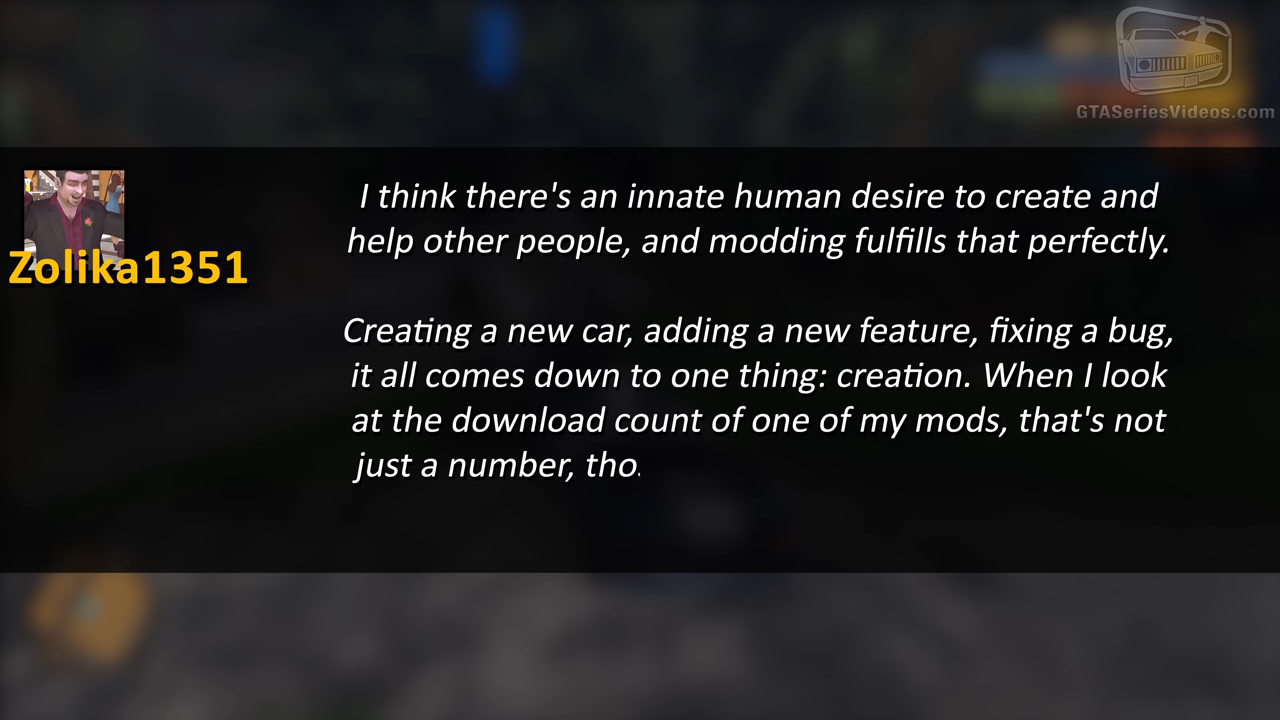 GTASeriesVideos.com
Zolika1351
I think there's an innate human desire to create and
help other people, and modding fulfills that perfectly.
Creating a new car, adding a new feature, fixing a bug,
it all comes down to one thing: creation. When I look
at the download count of one of my mods, that's not
just a number, tho